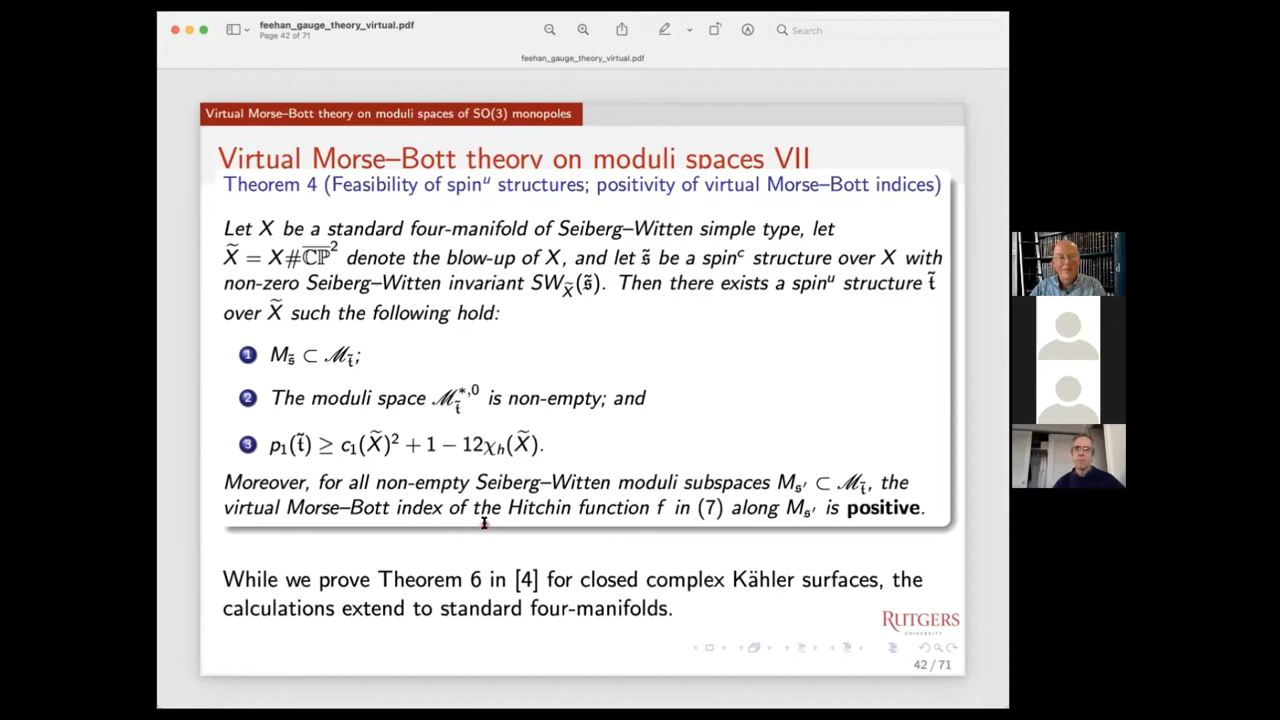 feehan_gauge_theory_virtual.pdf
Page 42 of 71
Search
feehan_gauge_theory_virtual.pdf
Virtual Morse–Bott theory on moduli spaces of SO(3) monopoles
Virtual Morse–Bott theory on moduli spaces VII
Theorem 4 (Feasibility of spinᵘ structures; positivity of virtual Morse–Bott indices)
Let X be a standard four-manifold of Seiberg–Witten simple type, let
X̃ = X#\overline{ℂℙ}² denote the blow-up of X, and let 𝔰̃ be a spinᶜ structure over X with
non-zero Seiberg–Witten invariant SW_X̃(𝔰̃). Then there exists a spinᵘ structure 𝔱̃
over X̃ such the following hold:
1 M_𝔰̃ ⊂ ℳ_𝔱̃;
2 The moduli space ℳ_𝔱̃^{*,0} is non-empty; and
3 p₁(𝔱̃) ≥ c₁(X̃)² + 1 − 12χₕ(X̃).
Moreover, for all non-empty Seiberg–Witten moduli subspaces M_𝔰′ ⊂ ℳ_𝔱̃, the
virtual Morse–Bott index of the Hitchin function f in (7) along M_𝔰′ is positive.
While we prove Theorem 6 in [4] for closed complex Kähler surfaces, the
calculations extend to standard four-manifolds.
RUTGERS
UNIVERSITY
42 / 71